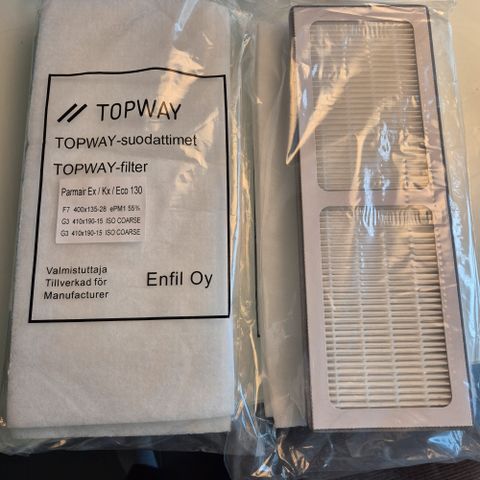 TOPWAY
TOPWAY-suodattimet
TOPWAY-filter
Parmair Ex / Kx / Eco 130
F7 400x135-28 ePM1 55%
G3 410x190-15 ISO COARSE
G3 410x190-15 ISO COARSE
Valmistuttaja
Tillverkad för
Manufacturer
Enfil Oy